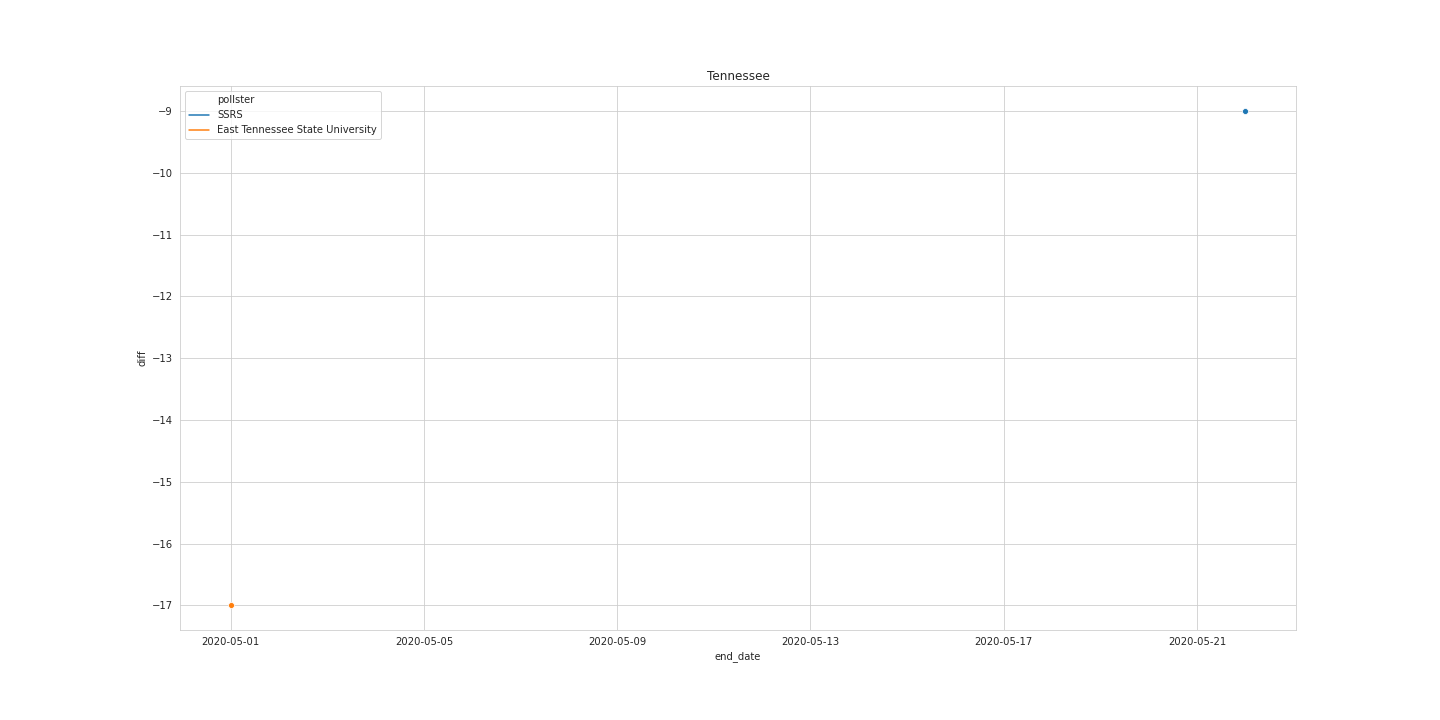 Tennessee
pollster
SSRS
East Tennessee State University
−9
−10
−11
−12
−13
−14
−15
−16
−17
diff
2020-05-01 2020-05-05 2020-05-09 2020-05-13 2020-05-17 2020-05-21
end_date